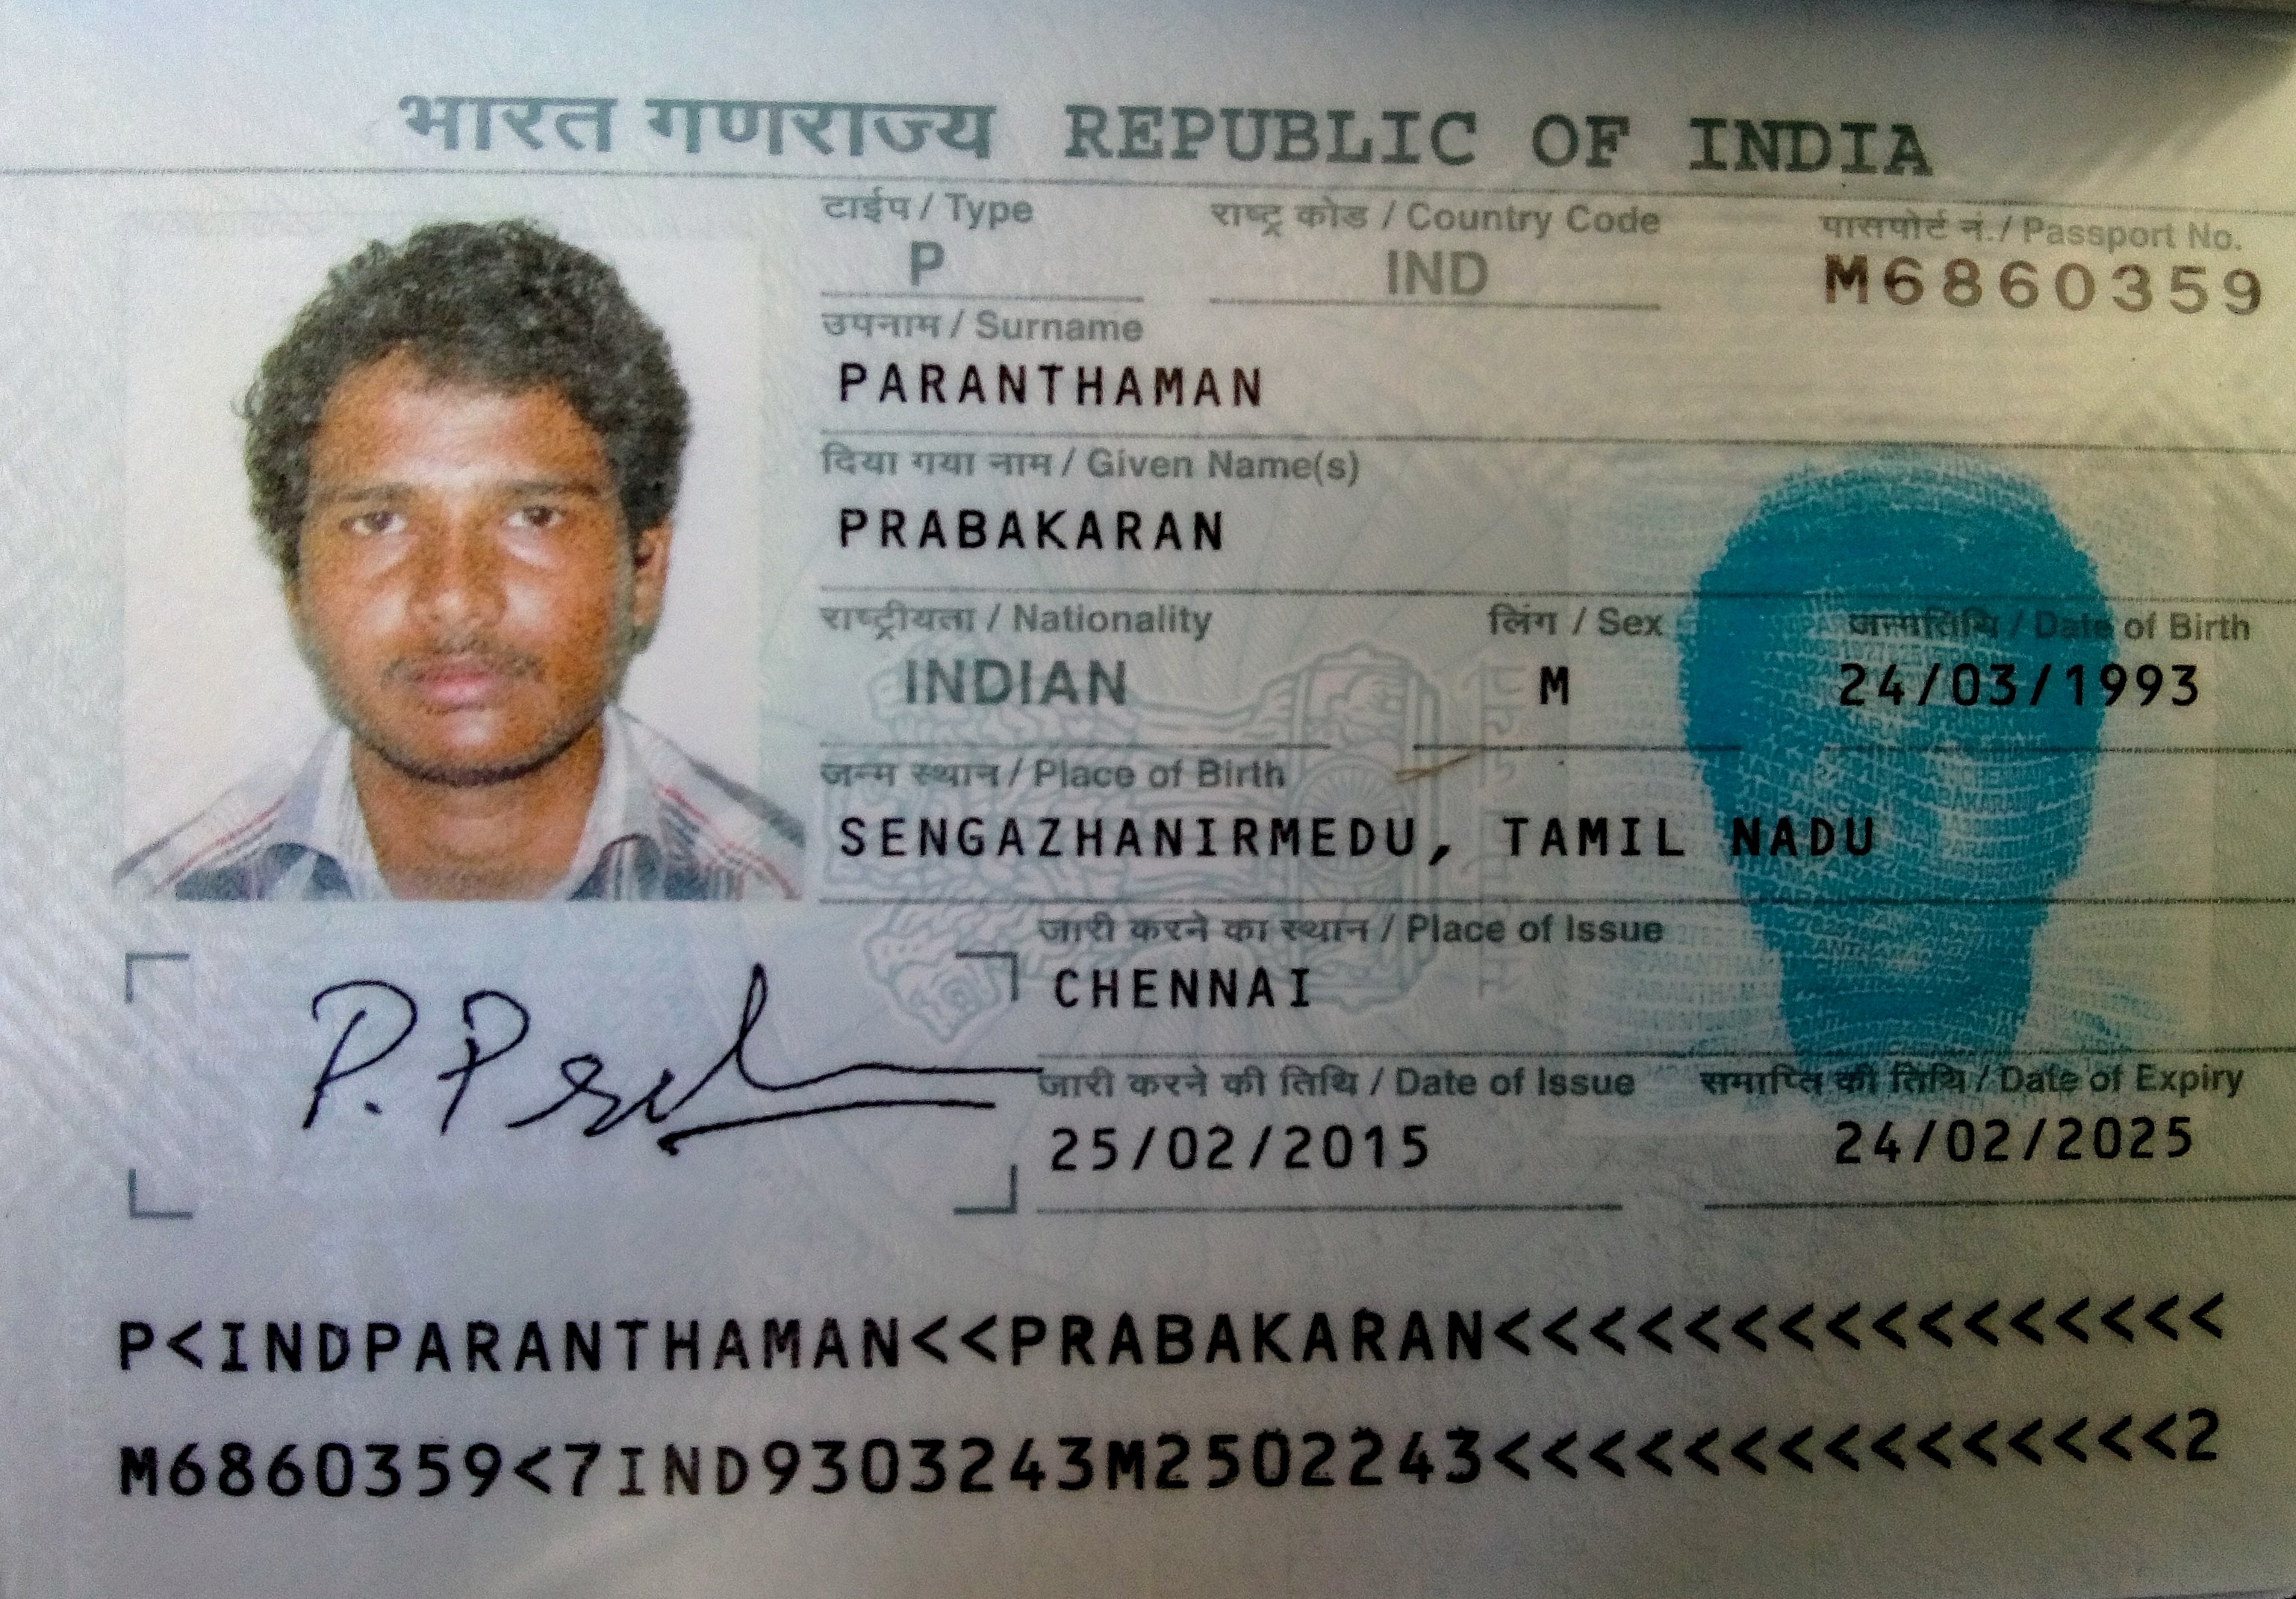 भारत गणराज्य REPUBLIC OF INDIA
टाईप / Type राष्ट्र कोड / Country Code पासपोर्ट नं. / Passport No.
P IND M6860359
उपनाम / Surname
PARANTHAMAN
दिया गया नाम / Given Name(s)
PRABAKARAN
राष्ट्रीयता / Nationality लिंग / Sex जन्मतिथि / Date of Birth
INDIAN M 24/03/1993
जन्म स्थान / Place of Birth
SENGAZHANIRMEDU, TAMIL NADU
जारी करने का स्थान / Place of Issue
CHENNAI
जारी करने की तिथि / Date of Issue समाप्ति की तिथि / Date of Expiry
25/02/2015 24/02/2025
P<INDPARANTHAMAN<<PRABAKARAN<<<<<<<<<<<<<<<<
M6860359<7IND9303243M2502243<<<<<<<<<<<<<<<2